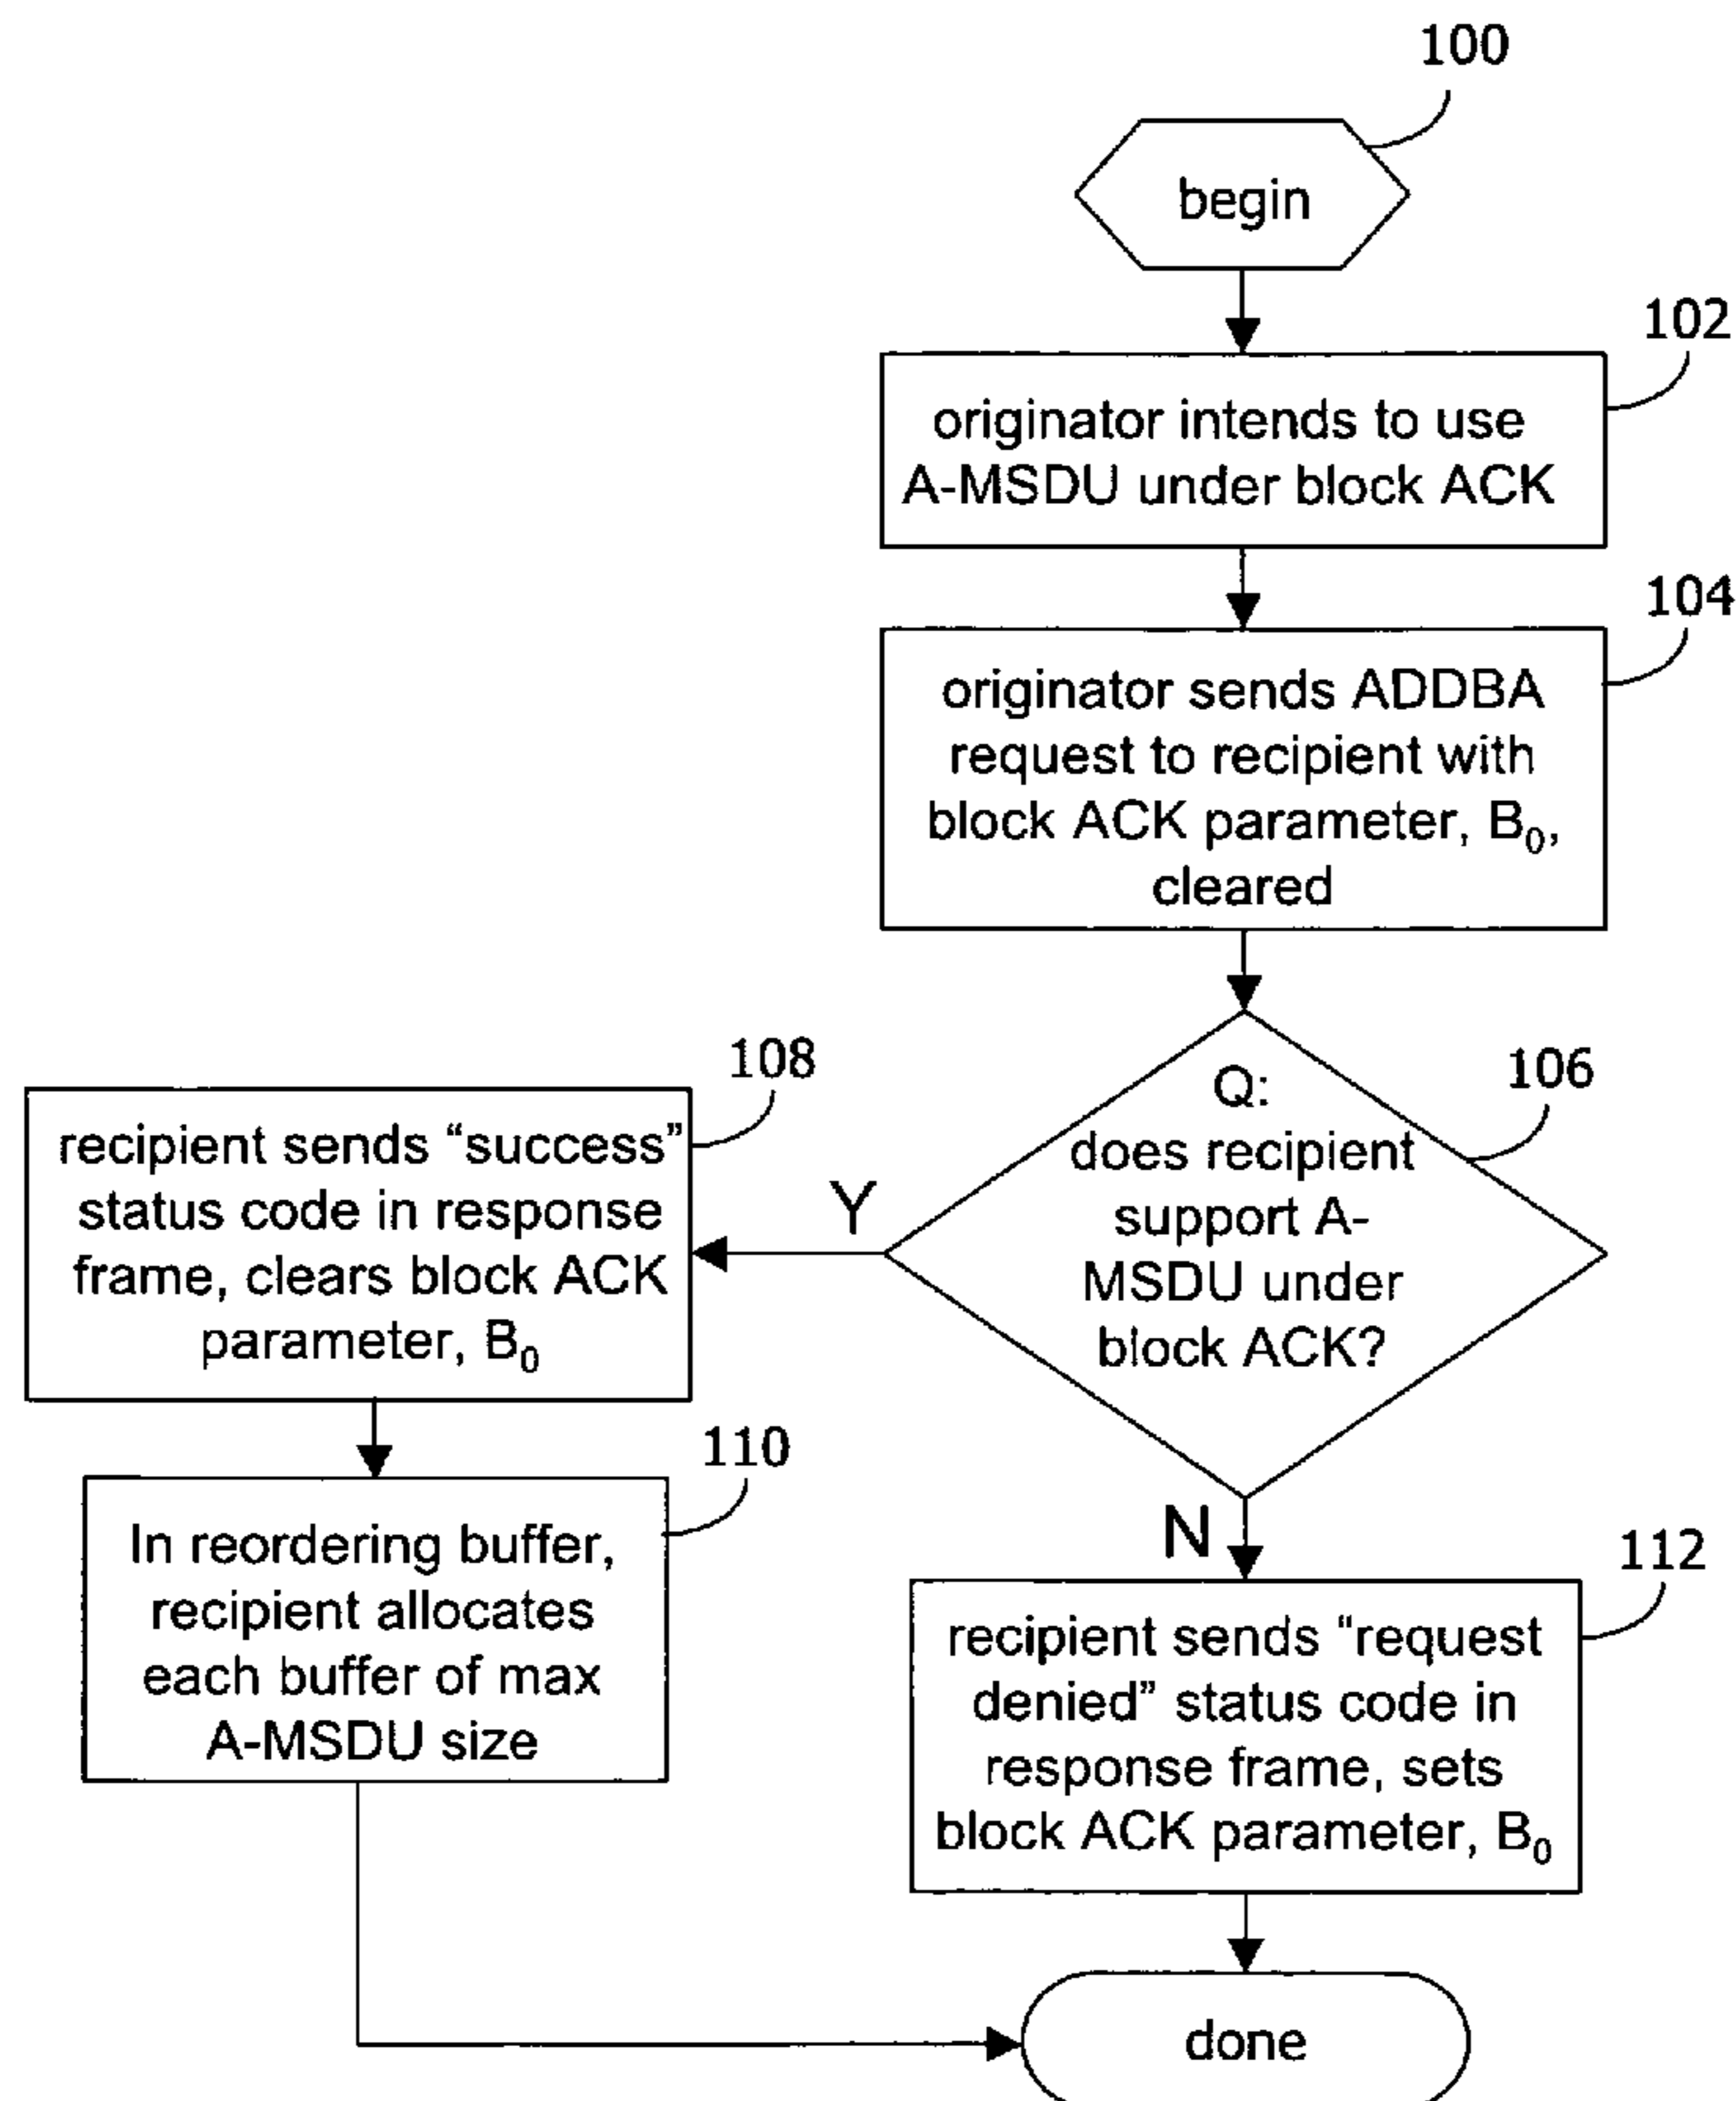 100
begin
102
originator intends to use
A-MSDU under block ACK
104
originator sends ADDBA
request to recipient with
block ACK parameter, B₀,
cleared
106
Q:
does recipient
support A-
MSDU under
block ACK?
Y
108
recipient sends “success”
status code in response
frame, clears block ACK
parameter, B₀
110
In reordering buffer,
recipient allocates
each buffer of max
A-MSDU size
N
112
recipient sends “request
denied” status code in
response frame, sets
block ACK parameter, B₀
done